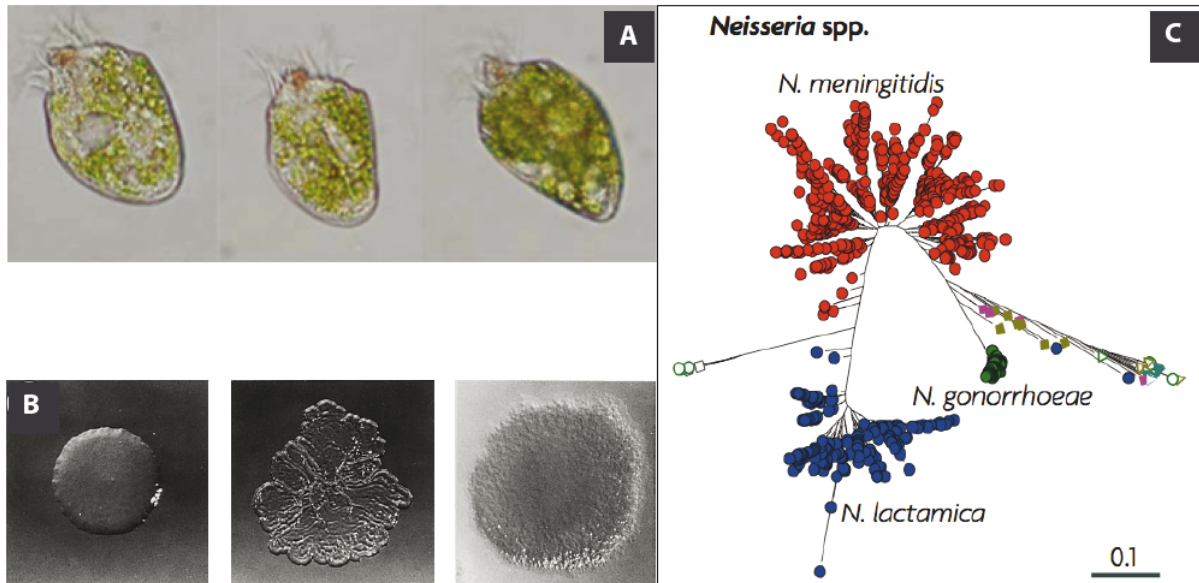 A
B
Neisseria spp.
C
N. meningitidis
N. gonorrhoeae
N. lactamica
0.1